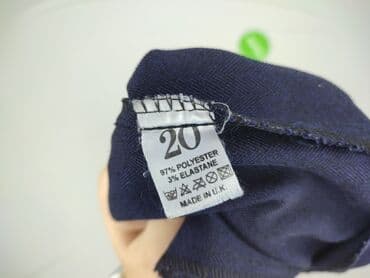 20
97% POLYESTER
3% ELASTANE
MADE IN U.K.